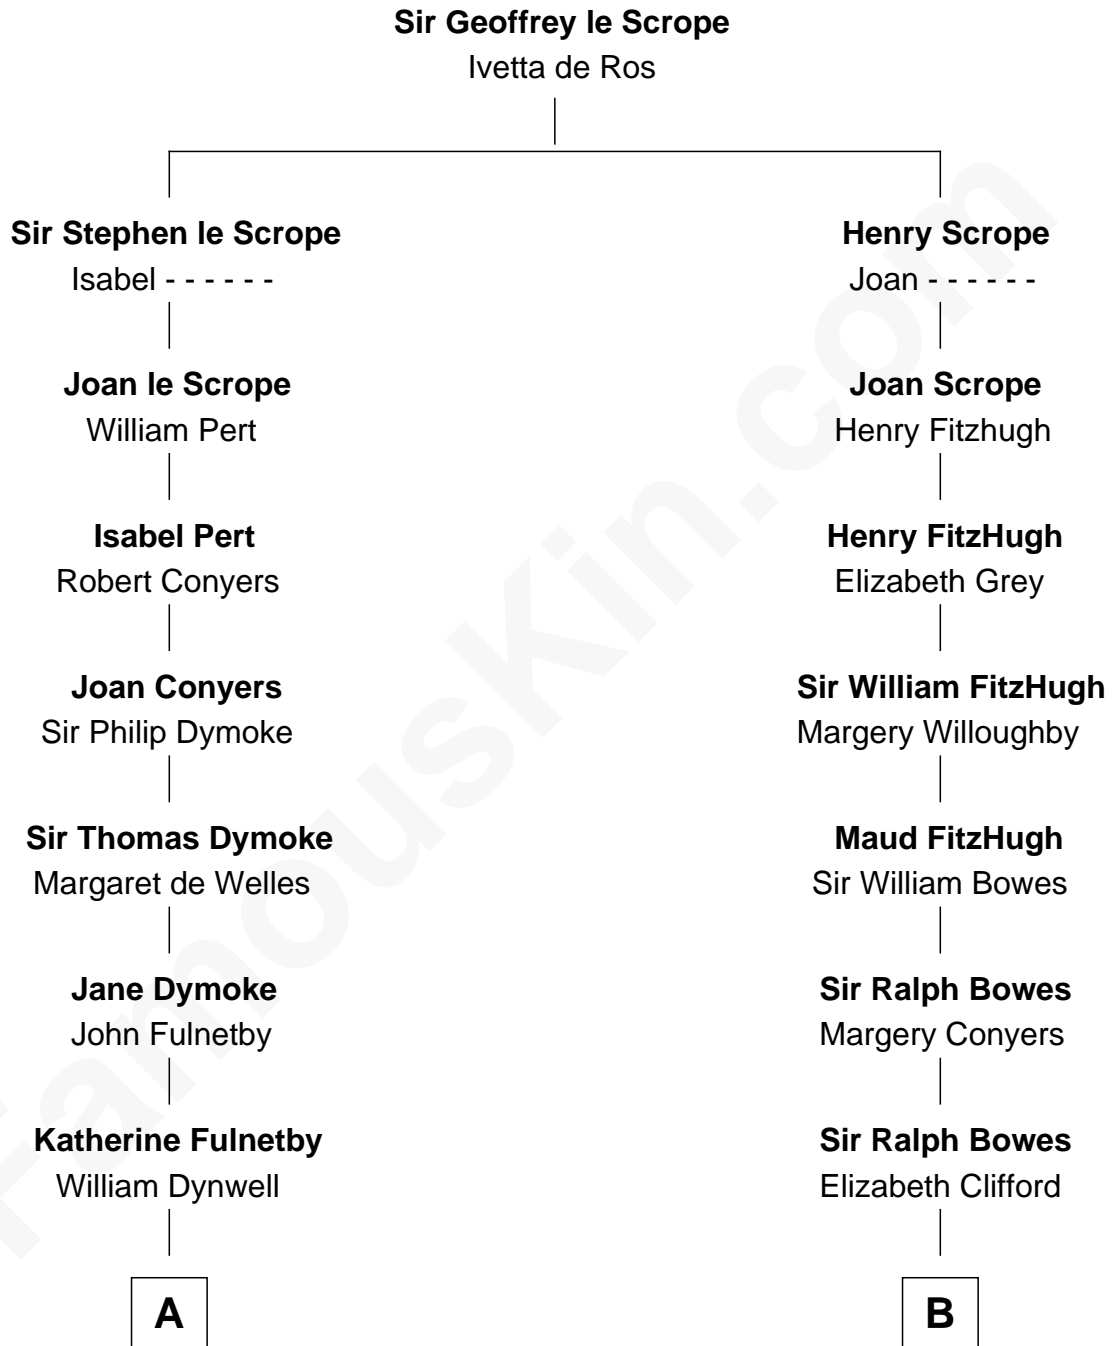 Sir Geoffrey le Scrope
Ivetta de Ros
Sir Stephen le Scrope
Isabel - - - - - -
Henry Scrope
Joan - - - - - -
Joan le Scrope
William Pert
Joan Scrope
Henry Fitzhugh
Isabel Pert
Robert Conyers
Henry FitzHugh
Elizabeth Grey
Joan Conyers
Sir Philip Dymoke
Sir William FitzHugh
Margery Willoughby
Sir Thomas Dymoke
Margaret de Welles
Maud FitzHugh
Sir William Bowes
Jane Dymoke
John Fulnetby
Sir Ralph Bowes
Margery Conyers
Katherine Fulnetby
William Dynwell
Sir Ralph Bowes
Elizabeth Clifford
A
B
FamousKin.com